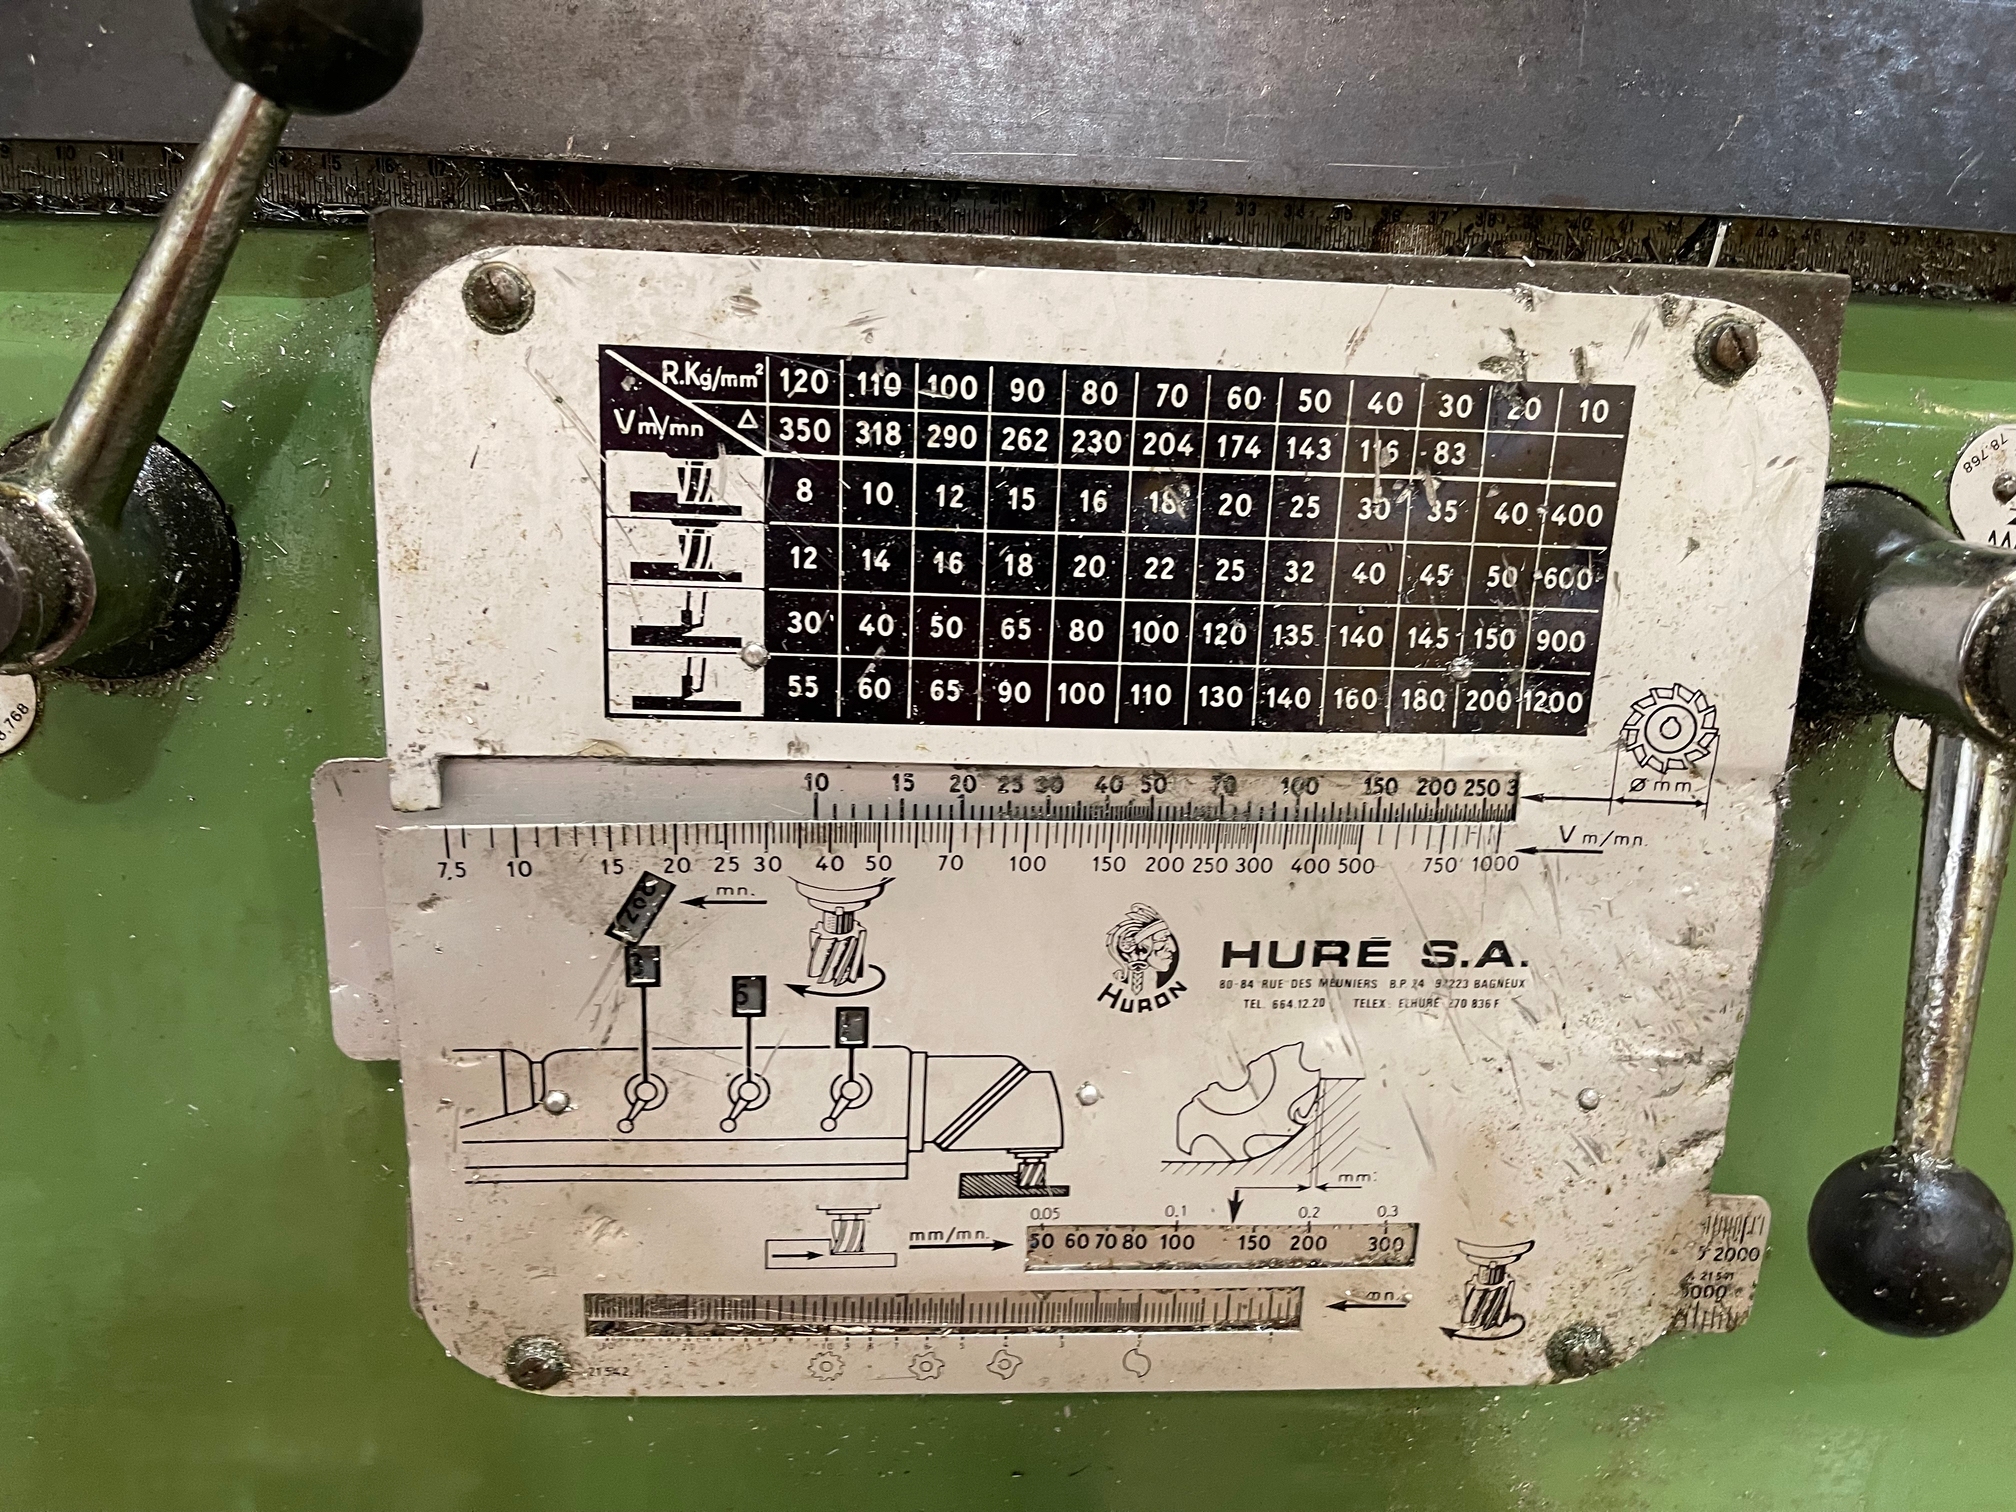 R.Kg/mm² 120 110 100 90 80 70 60 50 40 30 20 10
V m/mn Δ 350 318 290 262 230 204 174 143 116 83
8 10 12 15 16 18 20 25 30 35 40 400
12 14 16 18 20 22 25 32 40 45 50 600
30 40 50 65 80 100 120 135 140 145 150 900
55 60 65 90 100 110 130 140 160 180 200 1200
10 15 20 25 30 40 50 70 100 150 200 250 3
Ø mm
V m/mn.
7,5 10 15 20 25 30 40 50 70 100 150 200 250 300 400 500 750 1000
mn.
HURÉ S.A.
80-84 RUE DES MEUNIERS B.P. 24 92223 BAGNEUX
TEL. 664.12.20 TELEX: ELHURE 270 836 F
HURON
mm.
0.05 0.1 0.2 0.3
mm/mn.
50 60 70 80 100 150 200 300
2000
21541
mn.
21542
78.768